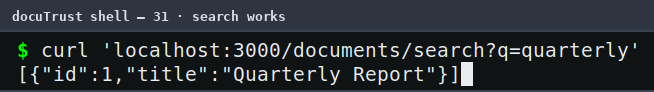 docuTrust shell — 31 · search works
$ curl 'localhost:3000/documents/search?q=quarterly'
[{"id":1,"title":"Quarterly Report"}]